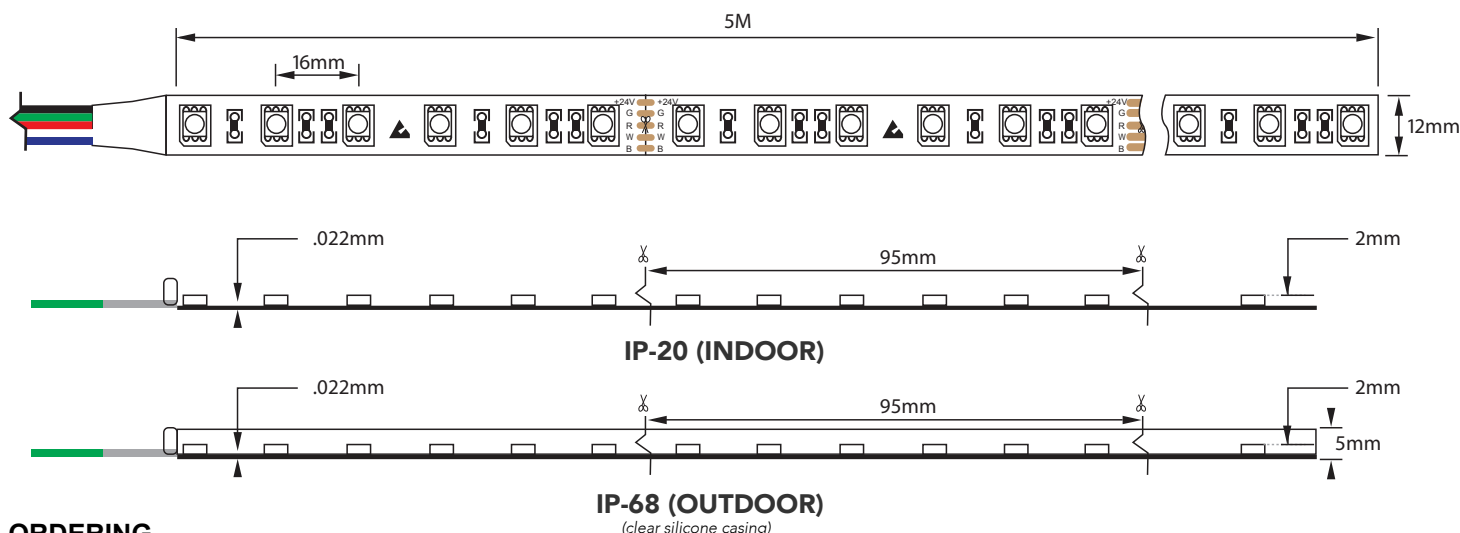 5M
16mm
+24V +24V
G G
R R
W W
B B
+24V
G
R
W
B
12mm
.022mm
95mm
2mm
IP-20 (INDOOR)
.022mm
95mm
2mm
5mm
IP-68 (OUTDOOR)
(clear silicone casing)
ORDERING